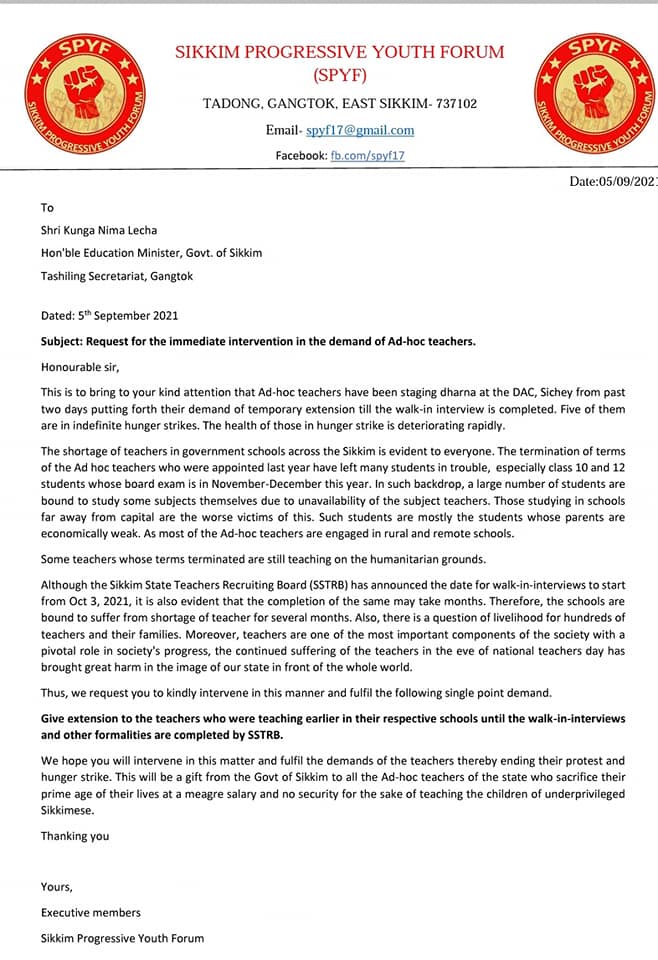 SPYF
SIKKIM PROGRESSIVE YOUTH FORUM
SIKKIM PROGRESSIVE YOUTH FORUM
(SPYF)
TADONG, GANGTOK, EAST SIKKIM- 737102
Email- spyf17@gmail.com
Facebook: fb.com/spyf17
SPYF
SIKKIM PROGRESSIVE YOUTH FORUM
Date:05/09/2021
To
Shri Kunga Nima Lecha
Hon'ble Education Minister, Govt. of Sikkim
Tashiling Secretariat, Gangtok
Dated: 5th September 2021
Subject: Request for the immediate intervention in the demand of Ad-hoc teachers.
Honourable sir,
This is to bring to your kind attention that Ad-hoc teachers have been staging dharna at the DAC, Sichey from past
two days putting forth their demand of temporary extension till the walk-in interview is completed. Five of them
are in indefinite hunger strikes. The health of those in hunger strike is deteriorating rapidly.
The shortage of teachers in government schools across the Sikkim is evident to everyone. The termination of terms
of the Ad hoc teachers who were appointed last year have left many students in trouble, especially class 10 and 12
students whose board exam is in November-December this year. In such backdrop, a large number of students are
bound to study some subjects themselves due to unavailability of the subject teachers. Those studying in schools
far away from capital are the worse victims of this. Such students are mostly the students whose parents are
economically weak. As most of the Ad-hoc teachers are engaged in rural and remote schools.
Some teachers whose terms terminated are still teaching on the humanitarian grounds.
Although the Sikkim State Teachers Recruiting Board (SSTRB) has announced the date for walk-in-interviews to start
from Oct 3, 2021, it is also evident that the completion of the same may take months. Therefore, the schools are
bound to suffer from shortage of teacher for several months. Also, there is a question of livelihood for hundreds of
teachers and their families. Moreover, teachers are one of the most important components of the society with a
pivotal role in society's progress, the continued suffering of the teachers in the eve of national teachers day has
brought great harm in the image of our state in front of the whole world.
Thus, we request you to kindly intervene in this manner and fulfil the following single point demand.
Give extension to the teachers who were teaching earlier in their respective schools until the walk-in-interviews
and other formalities are completed by SSTRB.
We hope you will intervene in this matter and fulfil the demands of the teachers thereby ending their protest and
hunger strike. This will be a gift from the Govt of Sikkim to all the Ad-hoc teachers of the state who sacrifice their
prime age of their lives at a meagre salary and no security for the sake of teaching the children of underprivileged
Sikkimese.
Thanking you
Yours,
Executive members
Sikkim Progressive Youth Forum